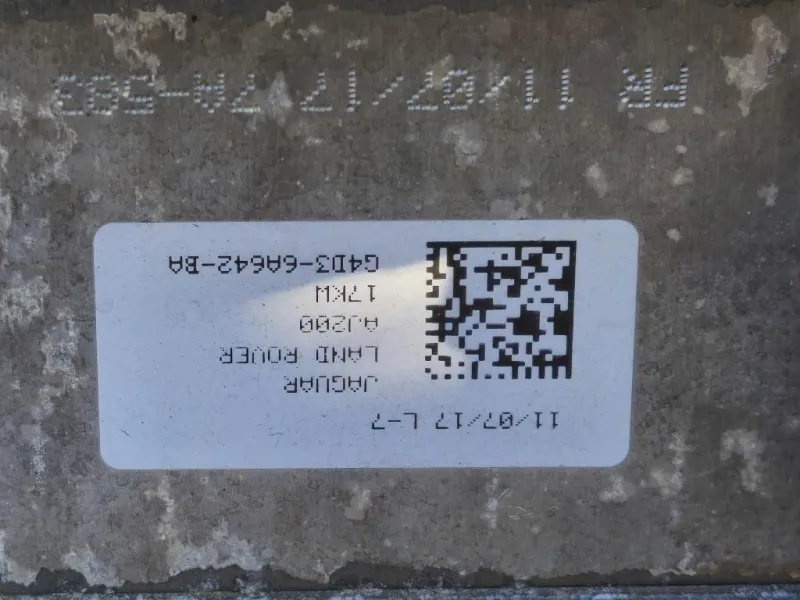 11/07/17 L-7
JAGUAR
LAND ROVER
AJ200
17KW
G4D3-6A642-BA
FR 11/07/17